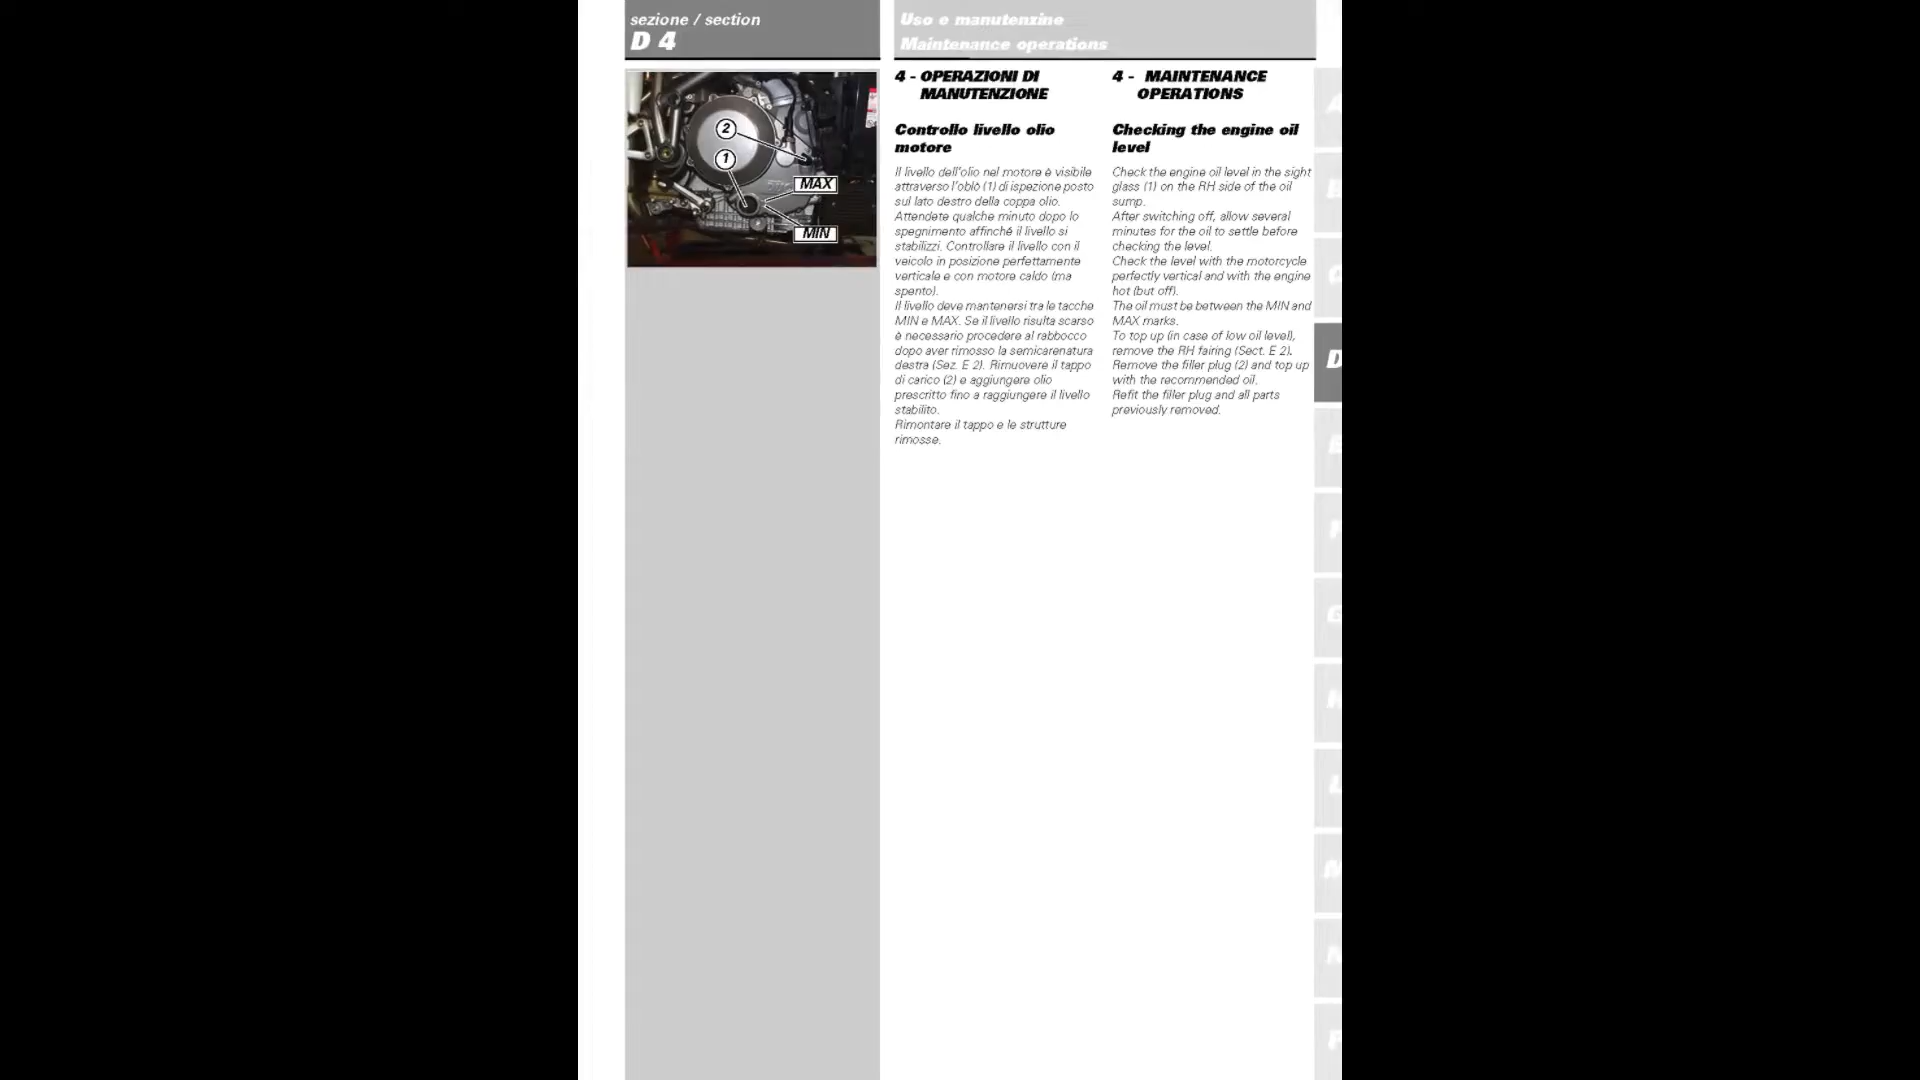 sezione / section
D 4
Uso e manutenzine
Maintenance operations
2
1
MAX
MIN
4 - OPERAZIONI DI
MANUTENZIONE
Controllo livello olio
motore
Il livello dell'olio nel motore è visibile
attraverso l'oblò (1) di ispezione posto
sul lato destro della coppa olio.
Attendete qualche minuto dopo lo
spegnimento affinché il livello si
stabilizzi. Controllare il livello con il
veicolo in posizione perfettamente
verticale e con motore caldo (ma
spento).
Il livello deve mantenersi tra le tacche
MIN e MAX. Se il livello risulta scarso
è necessario procedere al rabbocco
dopo aver rimosso la semicarenatura
destra (Sez. E 2). Rimuovere il tappo
di carico (2) e aggiungere olio
prescritto fino a raggiungere il livello
stabilito.
Rimontare il tappo e le strutture
rimosse.
4 - MAINTENANCE
OPERATIONS
Checking the engine oil
level
Check the engine oil level in the sight
glass (1) on the RH side of the oil
sump.
After switching off, allow several
minutes for the oil to settle before
checking the level.
Check the level with the motorcycle
perfectly vertical and with the engine
hot (but off).
The oil must be between the MIN and
MAX marks.
To top up (in case of low oil level),
remove the RH fairing (Sect. E 2).
Remove the filler plug (2) and top up
with the recommended oil.
Refit the filler plug and all parts
previously removed.
D